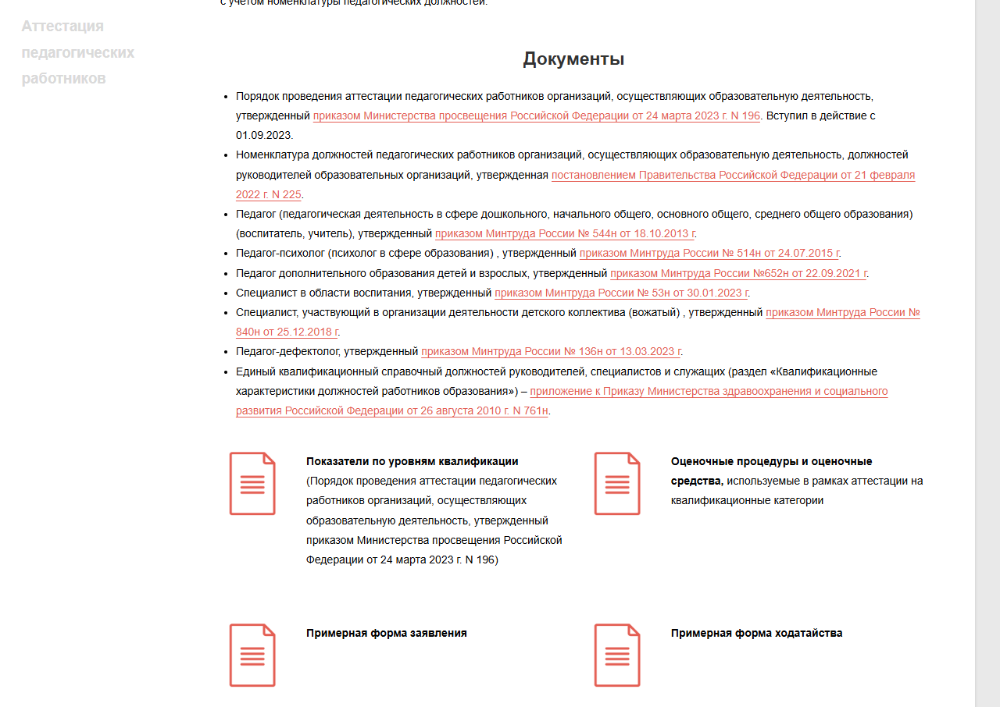 с учетом номенклатуры педагогических должностей.
Аттестация
педагогических
работников
Документы
Порядок проведения аттестации педагогических работников организаций, осуществляющих образовательную деятельность,
утвержденный приказом Министерства просвещения Российской Федерации от 24 марта 2023 г. N 196. Вступил в действие с
01.09.2023.
Номенклатура должностей педагогических работников организаций, осуществляющих образовательную деятельность, должностей
руководителей образовательных организаций, утвержденная постановлением Правительства Российской Федерации от 21 февраля
2022 г. N 225.
Педагог (педагогическая деятельность в сфере дошкольного, начального общего, основного общего, среднего общего образования)
(воспитатель, учитель), утвержденный приказом Минтруда России № 544н от 18.10.2013 г.
Педагог-психолог (психолог в сфере образования) , утвержденный приказом Минтруда России № 514н от 24.07.2015 г.
Педагог дополнительного образования детей и взрослых, утвержденный приказом Минтруда России №652н от 22.09.2021 г.
Специалист в области воспитания, утвержденный приказом Минтруда России № 53н от 30.01.2023 г.
Специалист, участвующий в организации деятельности детского коллектива (вожатый) , утвержденный приказом Минтруда России №
840н от 25.12.2018 г.
Педагог-дефектолог, утвержденный приказом Минтруда России № 136н от 13.03.2023 г.
Единый квалификационный справочный должностей руководителей, специалистов и служащих (раздел «Квалификационные
характеристики должностей работников образования») – приложение к Приказу Министерства здравоохранения и социального
развития Российской Федерации от 26 августа 2010 г. N 761н.
Показатели по уровням квалификации
(Порядок проведения аттестации педагогических
работников организаций, осуществляющих
образовательную деятельность, утвержденный
приказом Министерства просвещения Российской
Федерации от 24 марта 2023 г. N 196)
Оценочные процедуры и оценочные
средства, используемые в рамках аттестации на
квалификационные категории
Примерная форма заявления
Примерная форма ходатайства